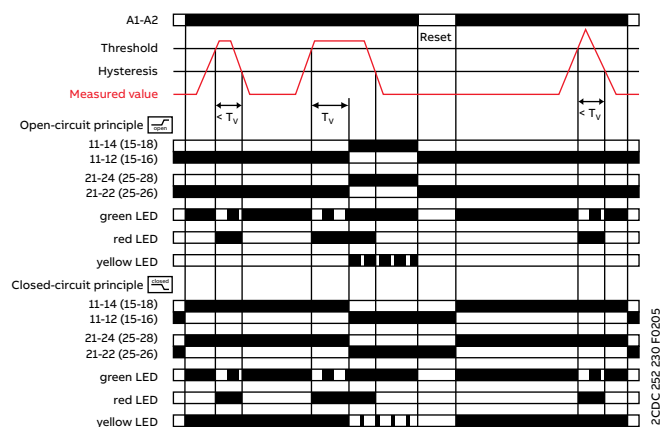 A1-A2
Reset
Threshold
Hysteresis
Measured value
< Tv
Tv
< Tv
Open-circuit principle open
11-14 (15-18)
11-12 (15-16)
21-24 (25-28)
21-22 (25-26)
green LED
red LED
yellow LED
Closed-circuit principle closed
11-14 (15-18)
11-12 (15-16)
21-24 (25-28)
21-22 (25-26)
green LED
red LED
yellow LED
2CDC 252 230 F0205